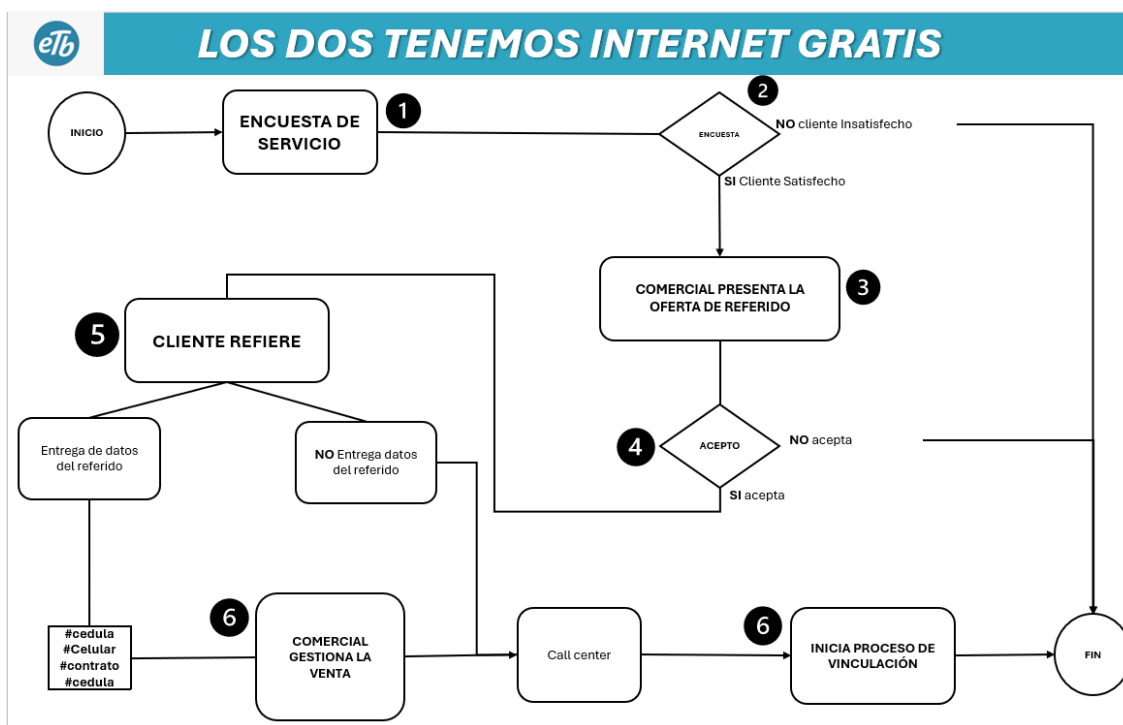 eTb
LOS DOS TENEMOS INTERNET GRATIS
INICIO
ENCUESTA DE
SERVICIO
1
2
ENCUESTA
NO cliente Insatisfecho
SI Cliente Satisfecho
COMERCIAL PRESENTA LA
OFERTA DE REFERIDO
3
4
ACEPTO
NO acepta
SI acepta
5
CLIENTE REFIERE
Entrega de datos
del referido
NO Entrega datos
del referido
#cedula
#Celular
#contrato
#cedula
6
COMERCIAL
GESTIONA LA
VENTA
Call center
6
INICIA PROCESO DE
VINCULACIÓN
FIN